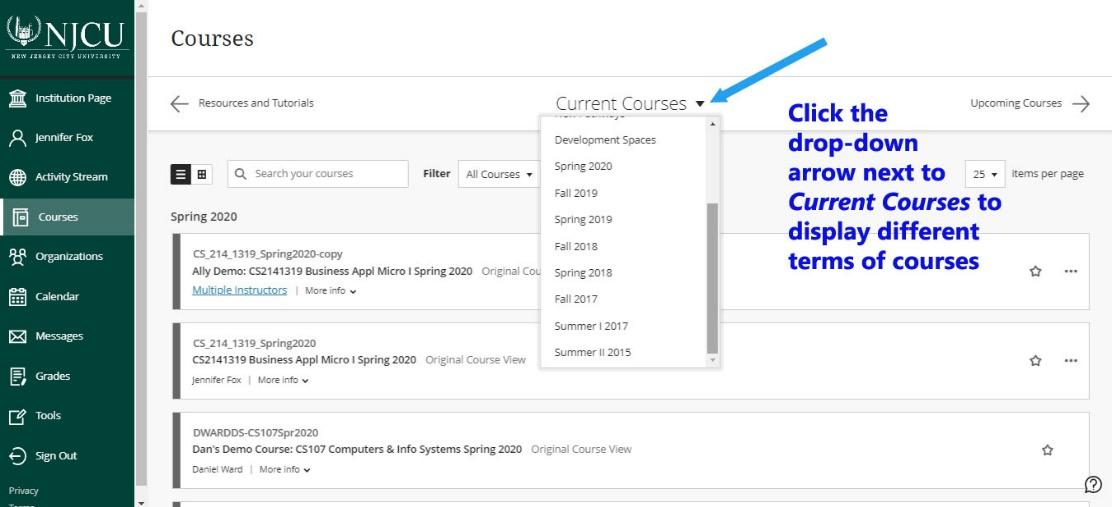 NJCU
NEW JERSEY CITY UNIVERSITY
Institution Page
Jennifer Fox
Activity Stream
Courses
Organizations
Calendar
Messages
Grades
Tools
Sign Out
Privacy
Terms
Courses
Resources and Tutorials
Current Courses
Upcoming Courses
Development Spaces
Spring 2020
Fall 2019
Spring 2019
Fall 2018
Spring 2018
Fall 2017
Summer I 2017
Summer II 2015
Click the
drop-down
arrow next to
Current Courses to
display different
terms of courses
Search your courses
Filter All Courses
25 items per page
Spring 2020
CS_214_1319_Spring2020-copy
Ally Demo: CS2141319 Business Appl Micro I Spring 2020 Original Cou
Multiple Instructors | More info
CS_214_1319_Spring2020
CS2141319 Business Appl Micro I Spring 2020 Original Course View
Jennifer Fox | More info
DWARDDS-CS107Spr2020
Dan's Demo Course: CS107 Computers & Info Systems Spring 2020 Original Course View
Daniel Ward | More info